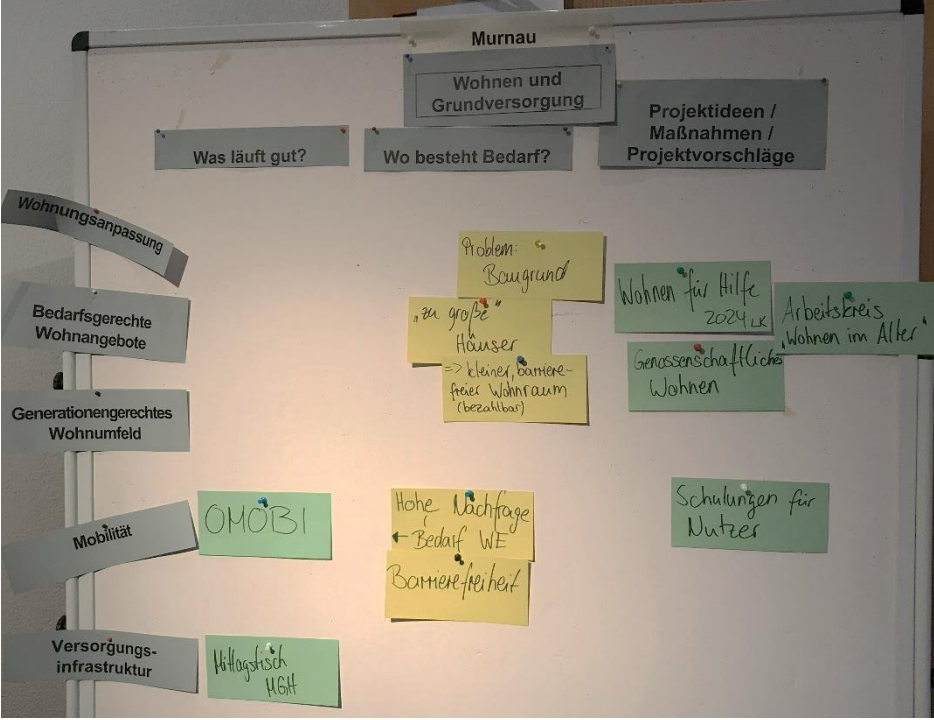 Murnau
Wohnen und
Grundversorgung
Projektideen /
Maßnahmen /
Projektvorschläge
Was läuft gut?
Wo besteht Bedarf?
Wohnungsanpassung
Problem:
Baugrund
Bedarfsgerechte
Wohnangebote
"zu große"
Häuser
=> kleiner, barriere-
freier Wohnraum
(bezahlbar)
Wohnen für Hilfe
2024 LK
Arbeitskreis
"Wohnen im Alter"
Genossenschaftliches
Wohnen
Generationengerechtes
Wohnumfeld
Mobilität
OMOBI
Hohe Nachfrage
← Bedarf WE
Barrierefreiheit
Schulungen für
Nutzer
Versorgungs-
infrastruktur
Mittagstisch
MGH